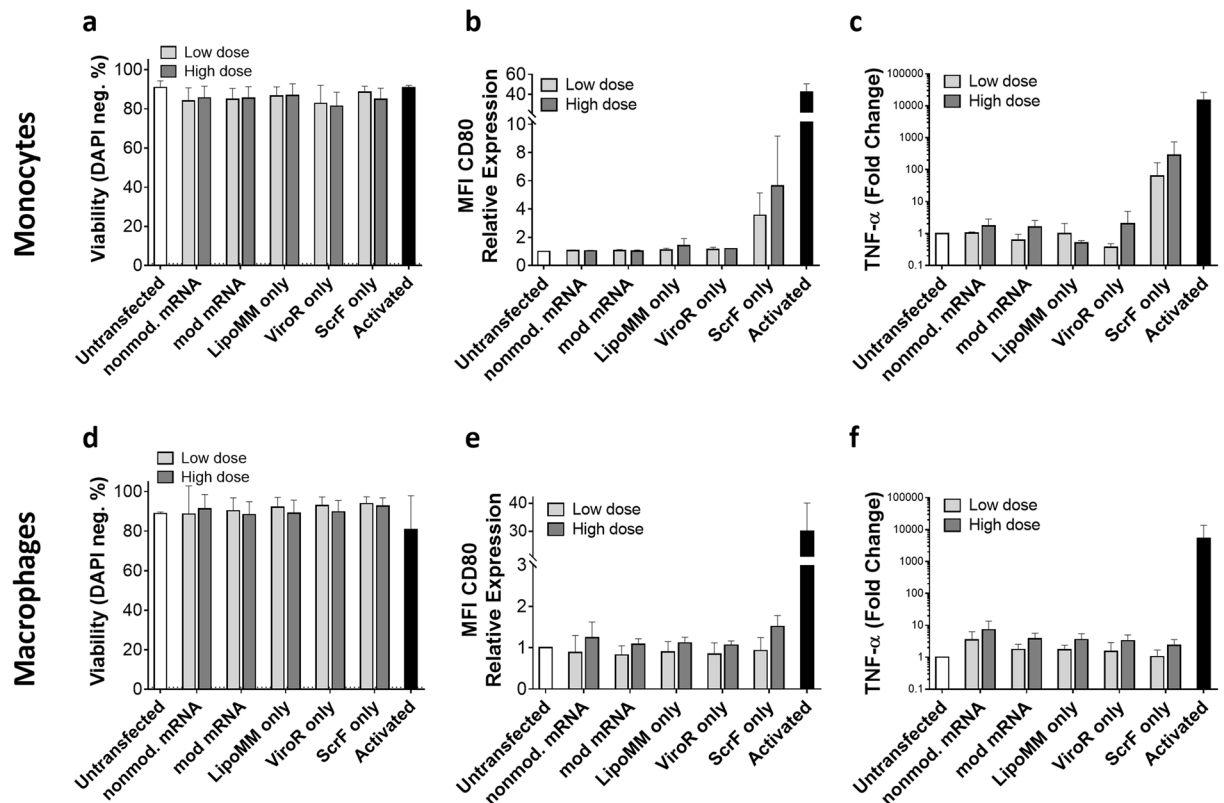 Monocytes
a
Low dose
High dose
Viability (DAPI neg. %)
100
80
60
40
20
0
Untransfected
nonmod. mRNA
mod mRNA
LipoMM only
ViroR only
ScrF only
Activated
b
Low dose
High dose
MFI CD80
Relative Expression
60
40
20
10
8
6
4
2
0
Untransfected
nonmod. mRNA
mod mRNA
LipoMM only
ViroR only
ScrF only
Activated
c
Low dose
High dose
TNF-α (Fold Change)
100000
10000
1000
100
10
1
0.1
Untransfected
nonmod. mRNA
mod mRNA
LipoMM only
ViroR only
ScrF only
Activated
Macrophages
d
Low dose
High dose
Viability (DAPI neg. %)
100
80
60
40
20
0
Untransfected
nonmod. mRNA
mod mRNA
LipoMM only
ViroR only
ScrF only
Activated
e
Low dose
High dose
MFI CD80
Relative Expression
40
30
3
2
1
0
Untransfected
nonmod. mRNA
mod mRNA
LipoMM only
ViroR only
ScrF only
Activated
f
Low dose
High dose
TNF-α (Fold Change)
100000
10000
1000
100
10
1
0.1
Untransfected
nonmod. mRNA
mod mRNA
LipoMM only
ViroR only
ScrF only
Activated